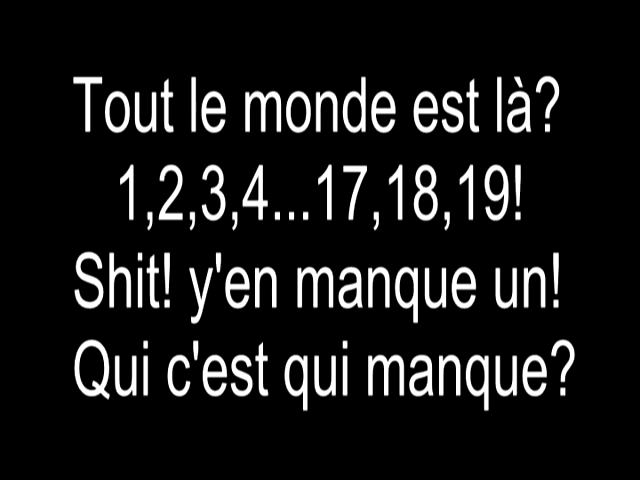 Tout le monde est là?
1,2,3,4...17,18,19!
Shit! y'en manque un!
Qui c'est qui manque?